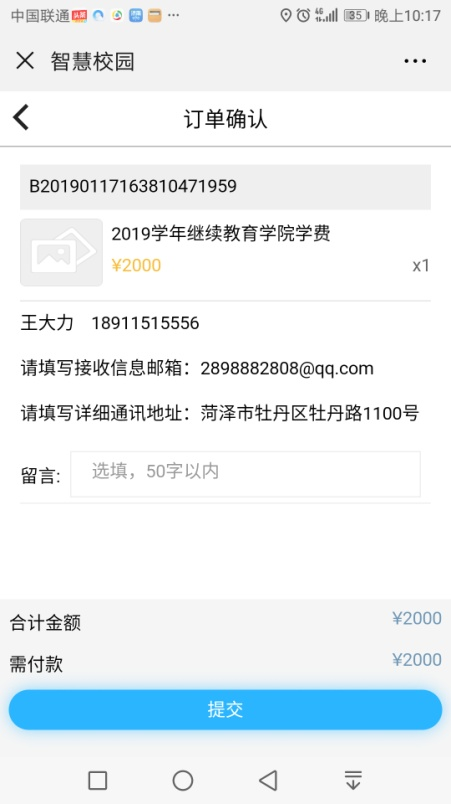 中国联通 头条 ··· 4G 85 晚上10:17
智慧校园
订单确认
B20190117163810471959
2019学年继续教育学院学费
¥2000 x1
王大力 18911515556
请填写接收信息邮箱：2898882808@qq.com
请填写详细通讯地址：菏泽市牡丹区牡丹路1100号
留言: 选填，50字以内
合计金额 ¥2000
需付款 ¥2000
提交